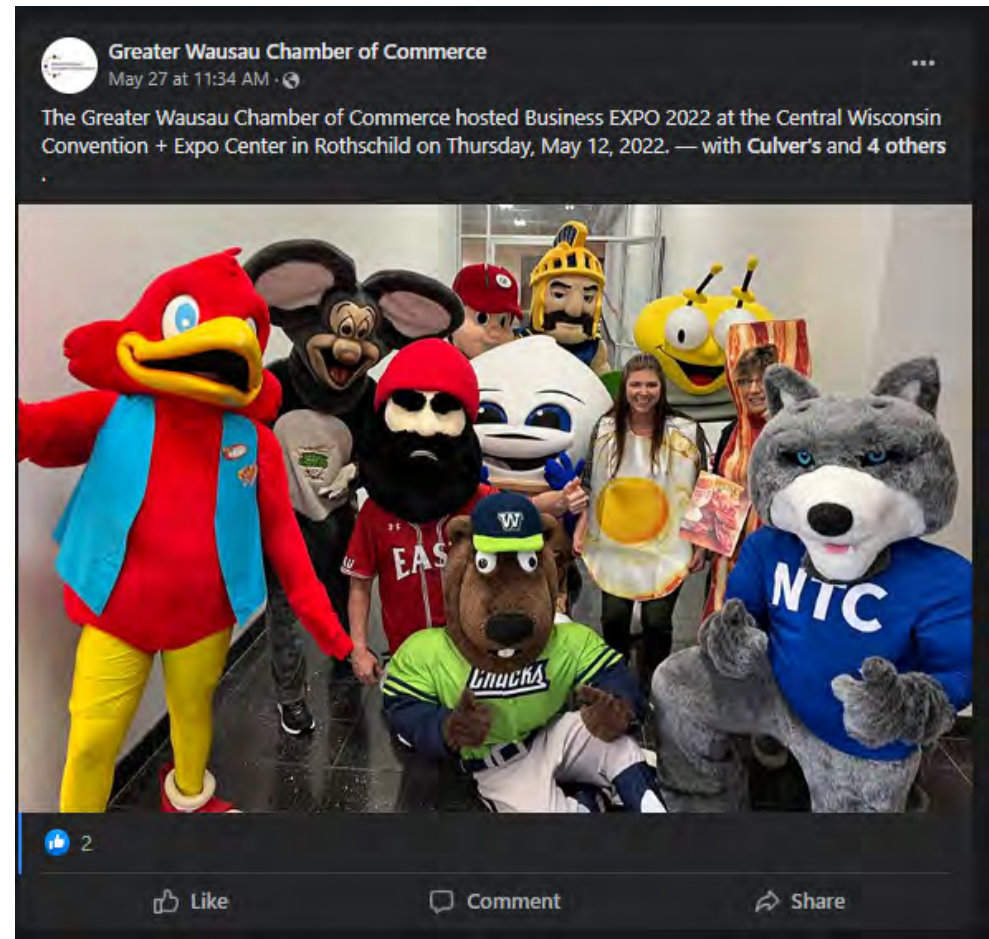 Greater Wausau Chamber of Commerce
May 27 at 11:34 AM ·
The Greater Wausau Chamber of Commerce hosted Business EXPO 2022 at the Central Wisconsin
Convention + Expo Center in Rothschild on Thursday, May 12, 2022. — with Culver's and 4 others
.
W
EAS
CHUCKS
NTC
2
Like
Comment
Share